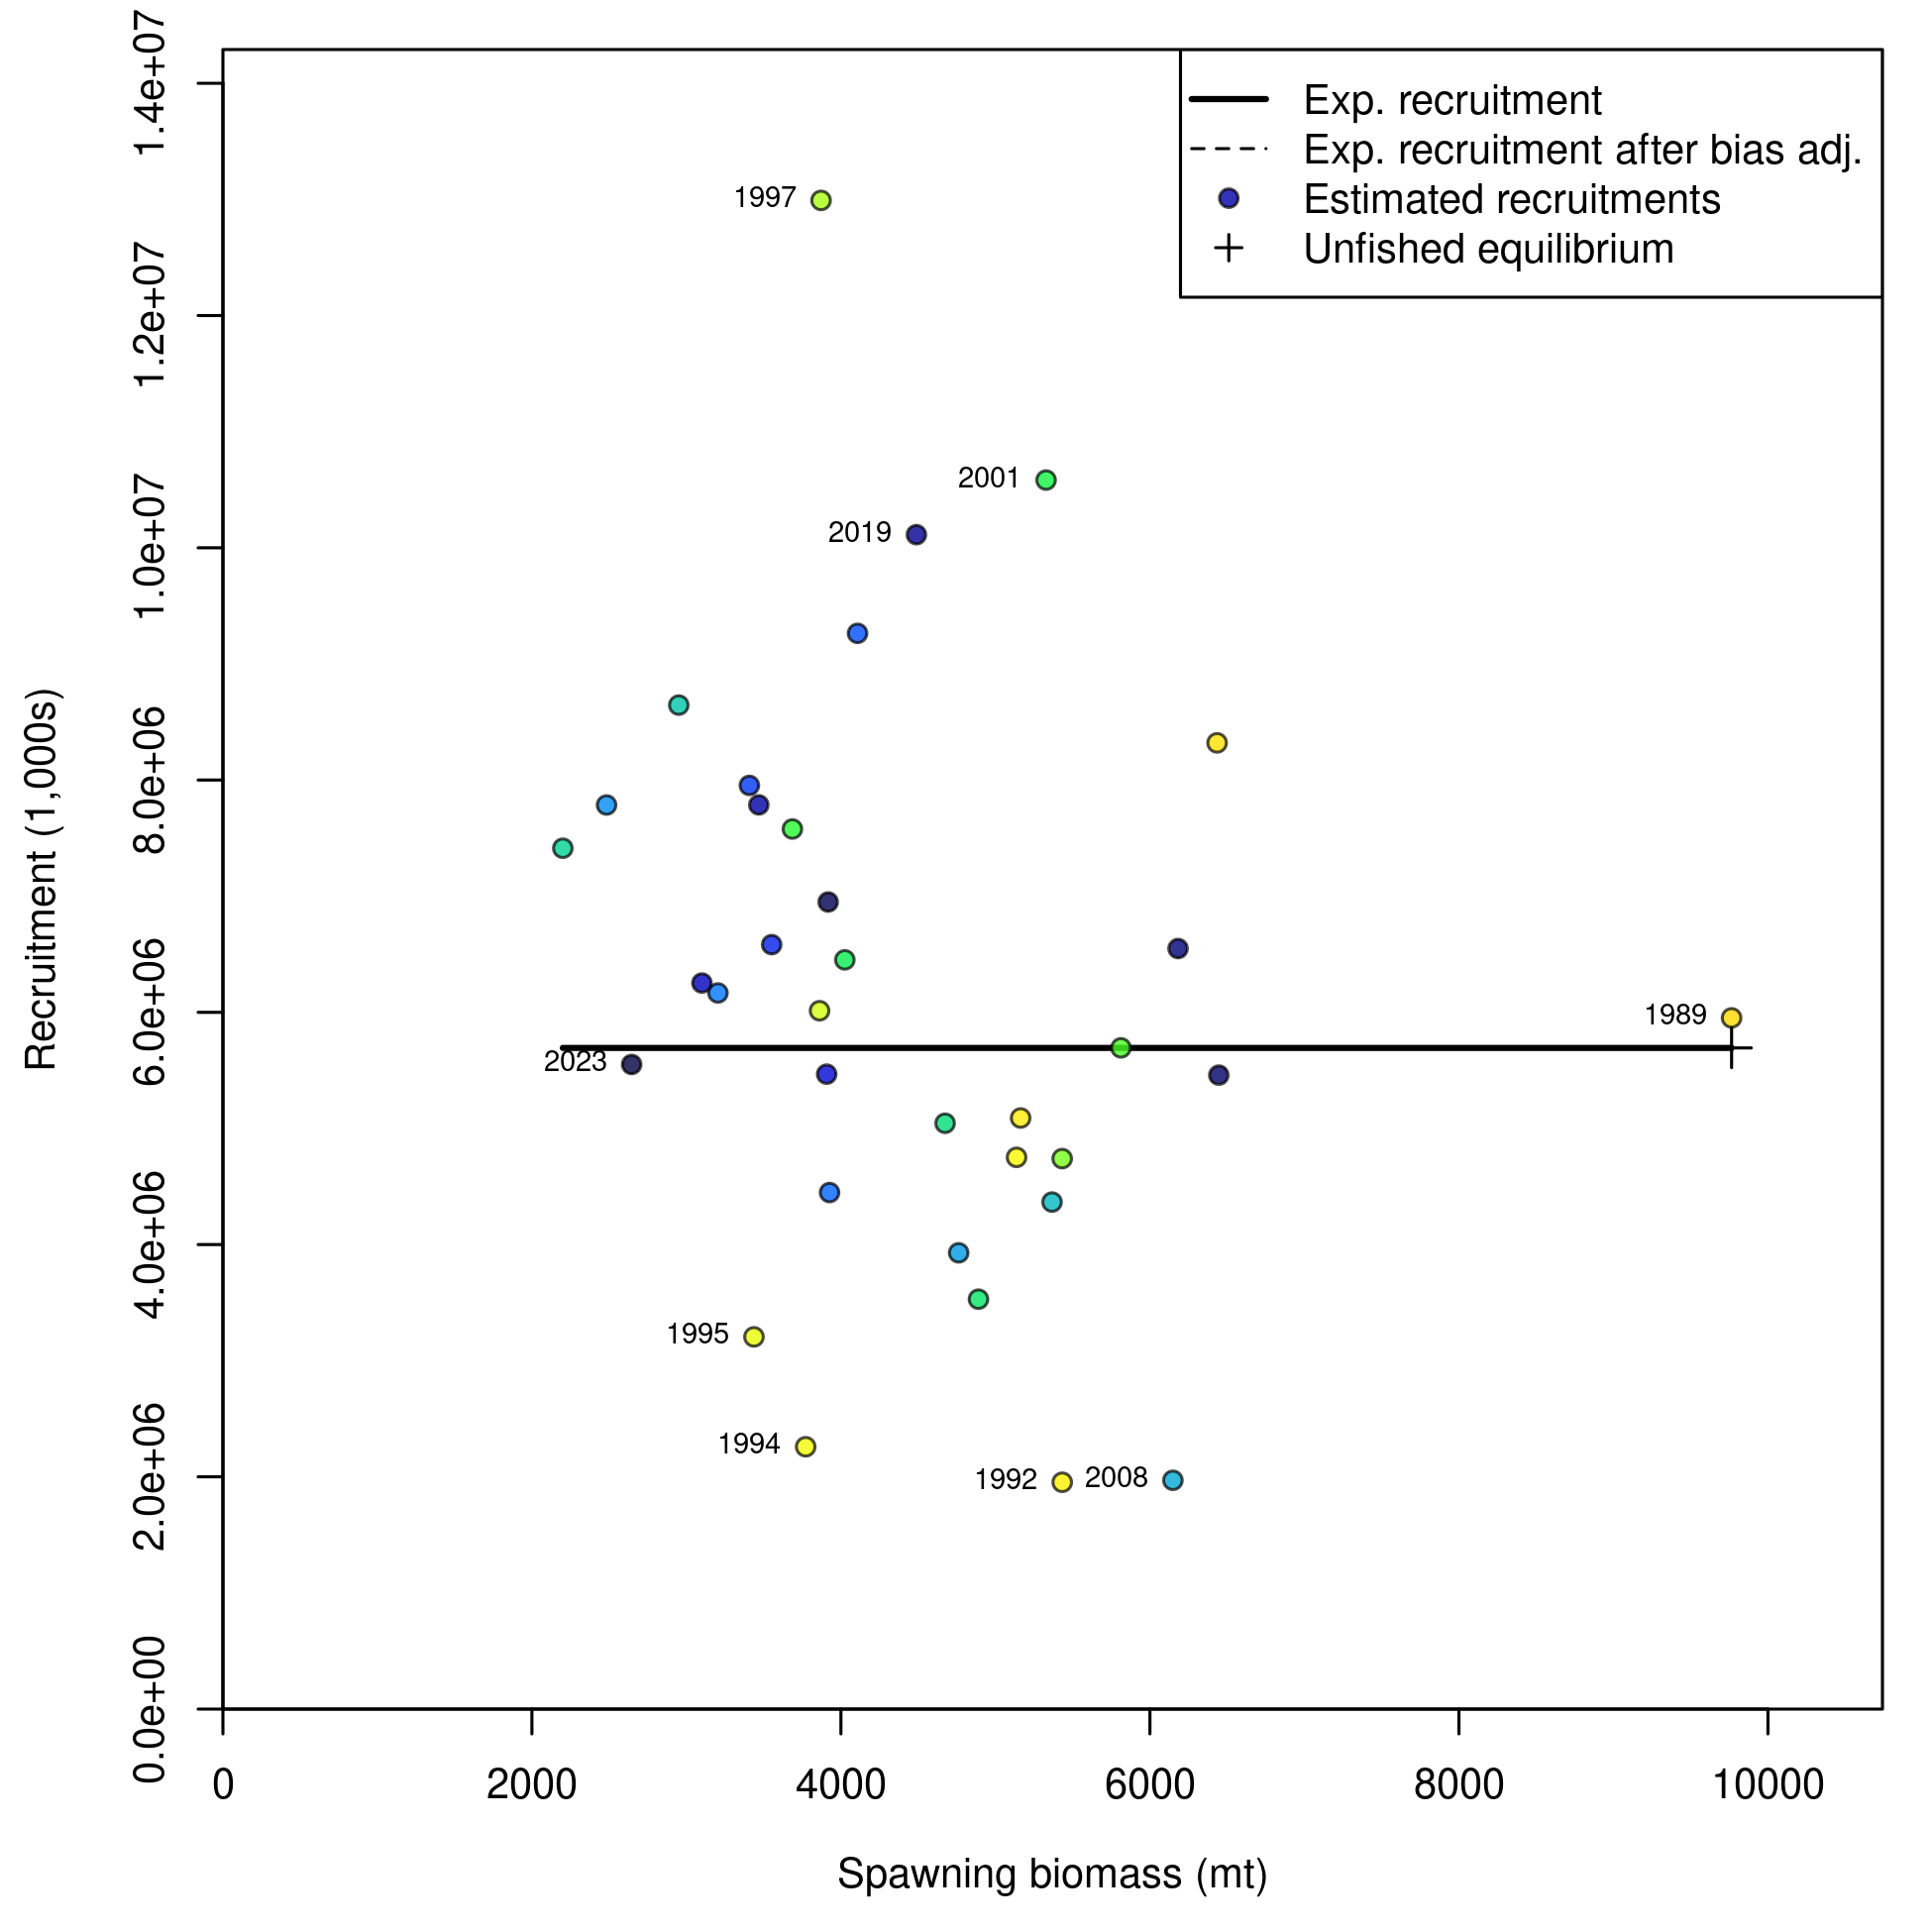 Exp. recruitment
Exp. recruitment after bias adj.
Estimated recruitments
Unfished equilibrium
1.4e+07
1.2e+07
1.0e+07
8.0e+06
6.0e+06
4.0e+06
2.0e+06
0.0e+00
Recruitment (1,000s)
1997
2001
2019
1989
2023
1995
1994
1992
2008
0
2000
4000
6000
8000
10000
Spawning biomass (mt)